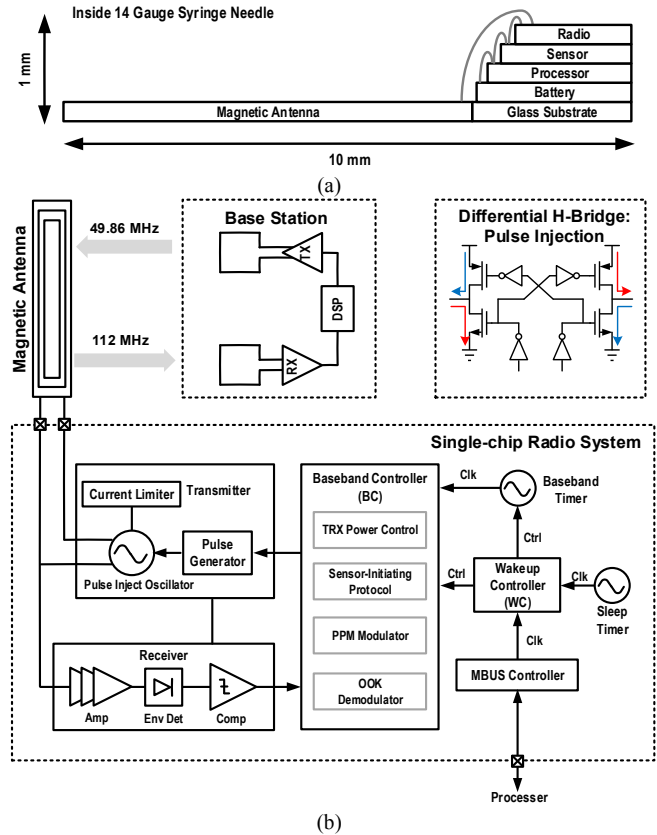 Inside 14 Gauge Syringe Needle
1 mm
Radio
Sensor
Processor
Battery
Magnetic Antenna
Glass Substrate
10 mm
(a)
Magnetic Antenna
49.86 MHz
112 MHz
Base Station
TX
DSP
RX
Differential H-Bridge:
Pulse Injection
Single-chip Radio System
Current Limiter
Transmitter
Pulse
Generator
Pulse Inject Oscillator
Receiver
Amp
Env Det
Comp
Baseband Controller
(BC)
TRX Power Control
Sensor-Initiating
Protocol
PPM Modulator
OOK
Demodulator
Clk
Baseband
Timer
Ctrl
Ctrl
Wakeup
Controller
(WC)
Clk
Sleep
Timer
Clk
MBUS Controller
Processer
(b)